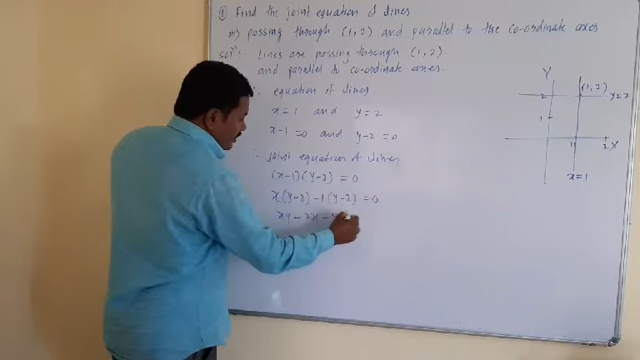 ① Find the joint equation of lines
passing through (1,2) and parallel to the co-ordinate axes
soln:- Lines are passing through (1,2)
and parallel to co-ordinate axes.
∴ equation of lines
x=1 and y=2
x-1=0 and y-2=0
∴ joint equation of lines
(x-1)(y-2) = 0
x(y-2) -1(y-2) =0
xy - 2x -
Y
(1,2)
2
y=2
1
1
2
X
x=1